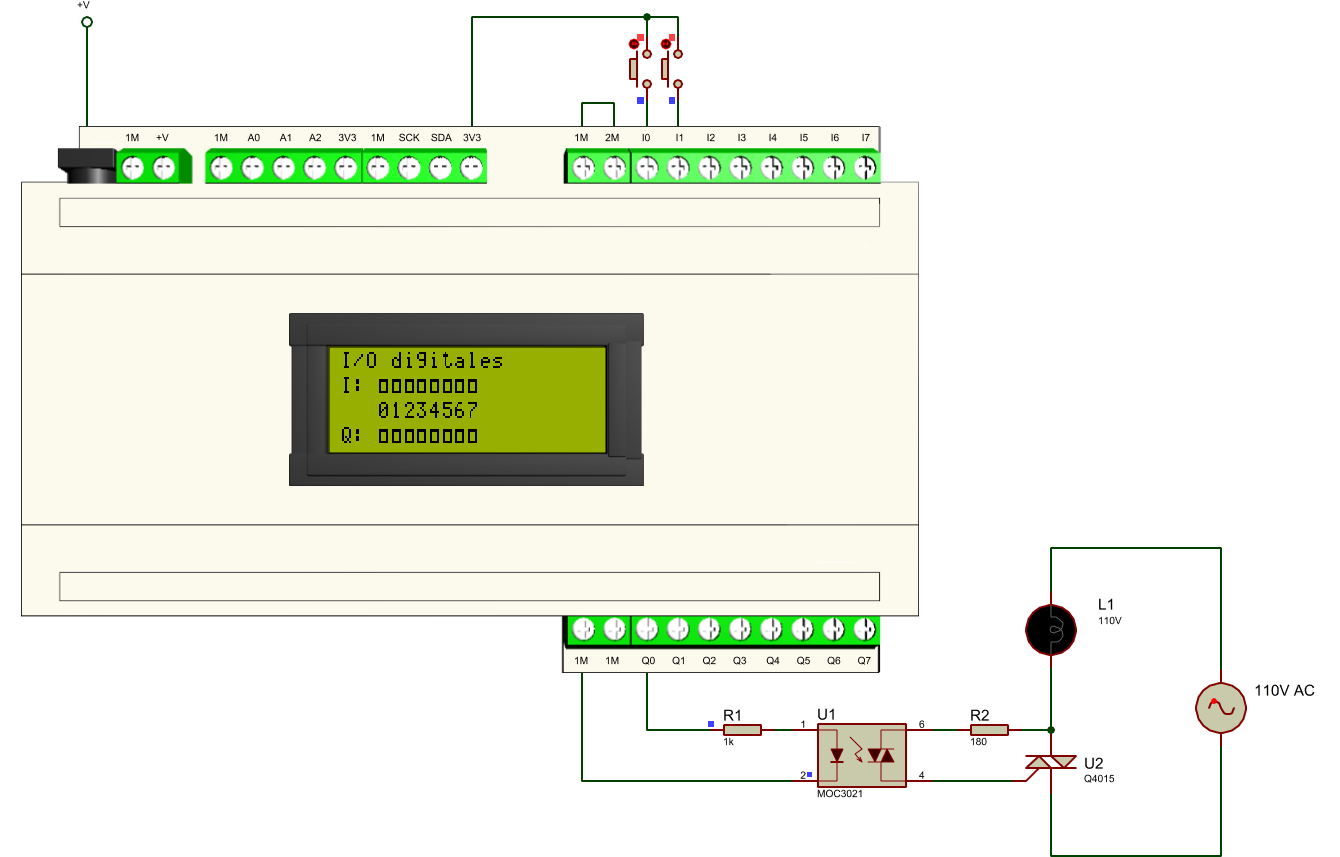 +V
1M +V 1M A0 A1 A2 3V3 1M SCK SDA 3V3 1M 2M I0 I1 I2 I3 I4 I5 I6 I7
I/O digitales
I: 00000000
01234567
Q: 00000000
1M 1M Q0 Q1 Q2 Q3 Q4 Q5 Q6 Q7
L1
110V
110V AC
R1
1k
U1
1
2
6
4
MOC3021
R2
180
U2
Q4015